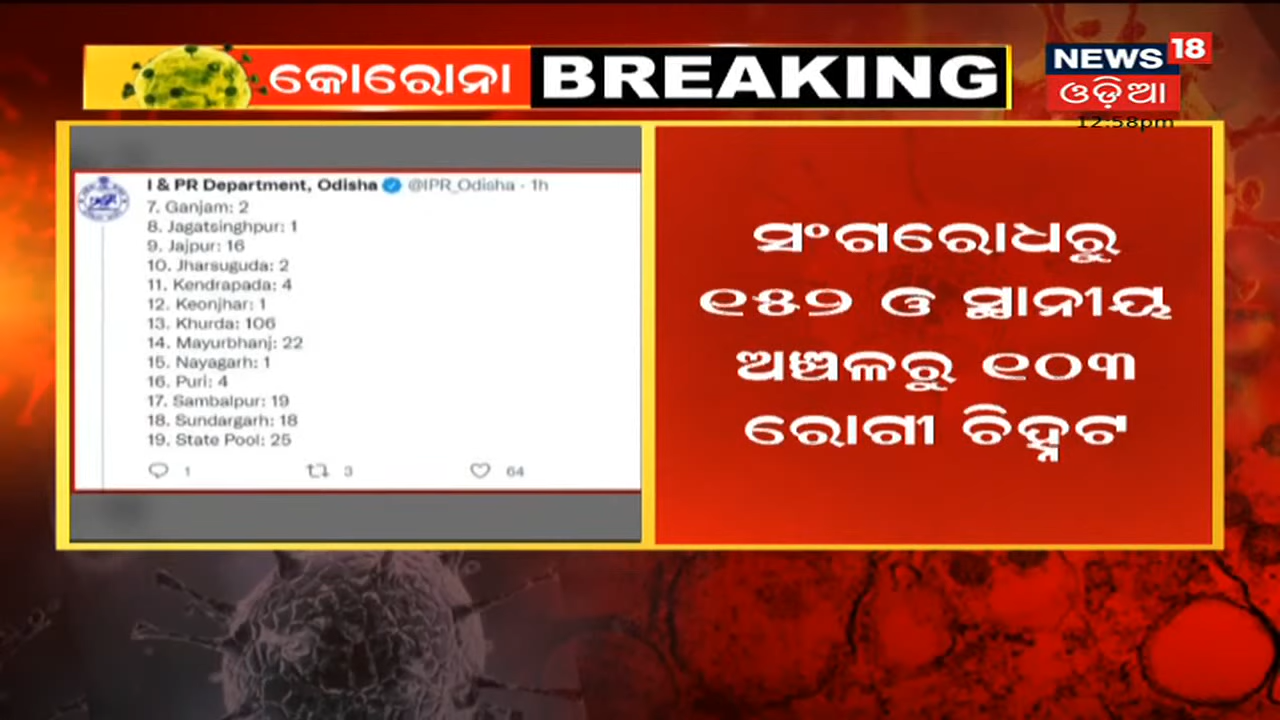 କୋରୋନା BREAKING
NEWS 18
ଓଡ଼ିଆ
12:58pm
I & PR Department, Odisha @IPR_Odisha · 1h
7. Ganjam: 2
8. Jagatsinghpur: 1
9. Jajpur: 16
10. Jharsuguda: 2
11. Kendrapada: 4
12. Keonjhar: 1
13. Khurda: 106
14. Mayurbhanj: 22
15. Nayagarh: 1
16. Puri: 4
17. Sambalpur: 19
18. Sundargarh: 18
19. State Pool: 25
1 3 64
ସଂଗରୋଧରୁ
୧୫୨ ଓ ସ୍ଥାନୀୟ
ଅଞ୍ଚଳରୁ ୧୦୩
ରୋଗୀ ଚିହ୍ନଟ